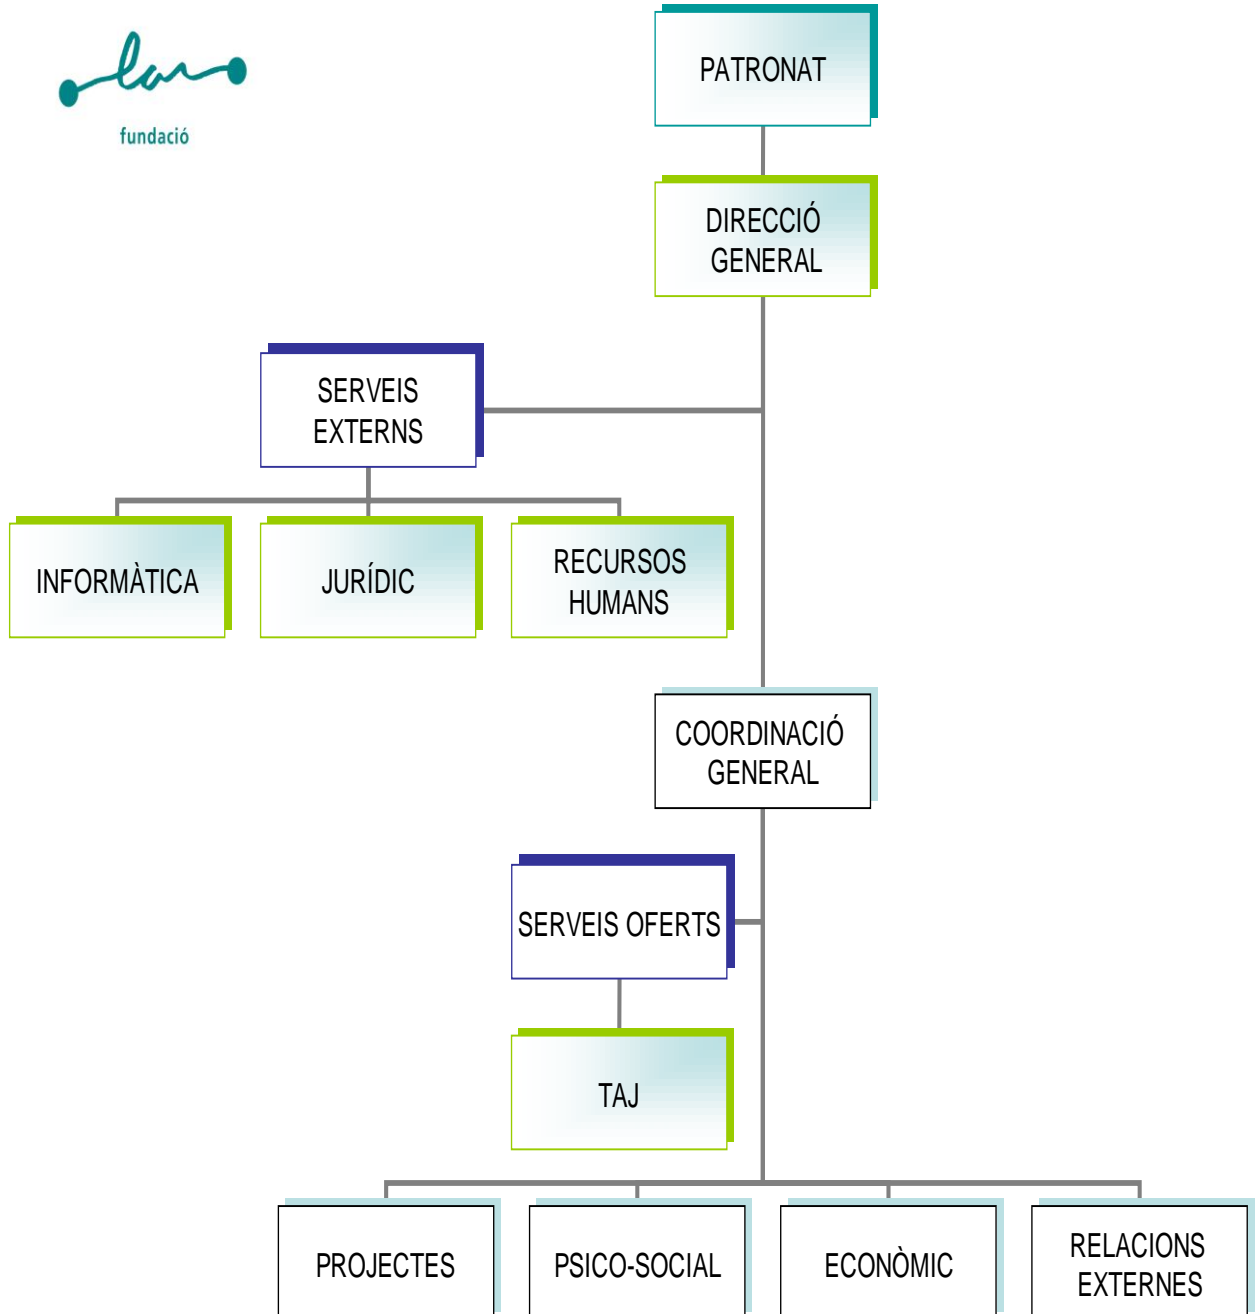 lar
fundació
PATRONAT
DIRECCIÓ
GENERAL
SERVEIS
EXTERNS
INFORMÀTICA
JURÍDIC
RECURSOS
HUMANS
COORDINACIÓ
GENERAL
SERVEIS OFERTS
TAJ
PROJECTES
PSICO-SOCIAL
ECONÒMIC
RELACIONS
EXTERNES